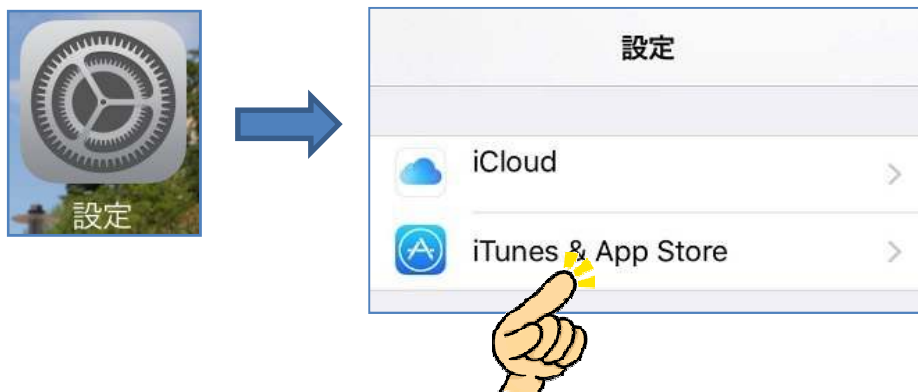 設定
設定
iCloud
iTunes & App Store